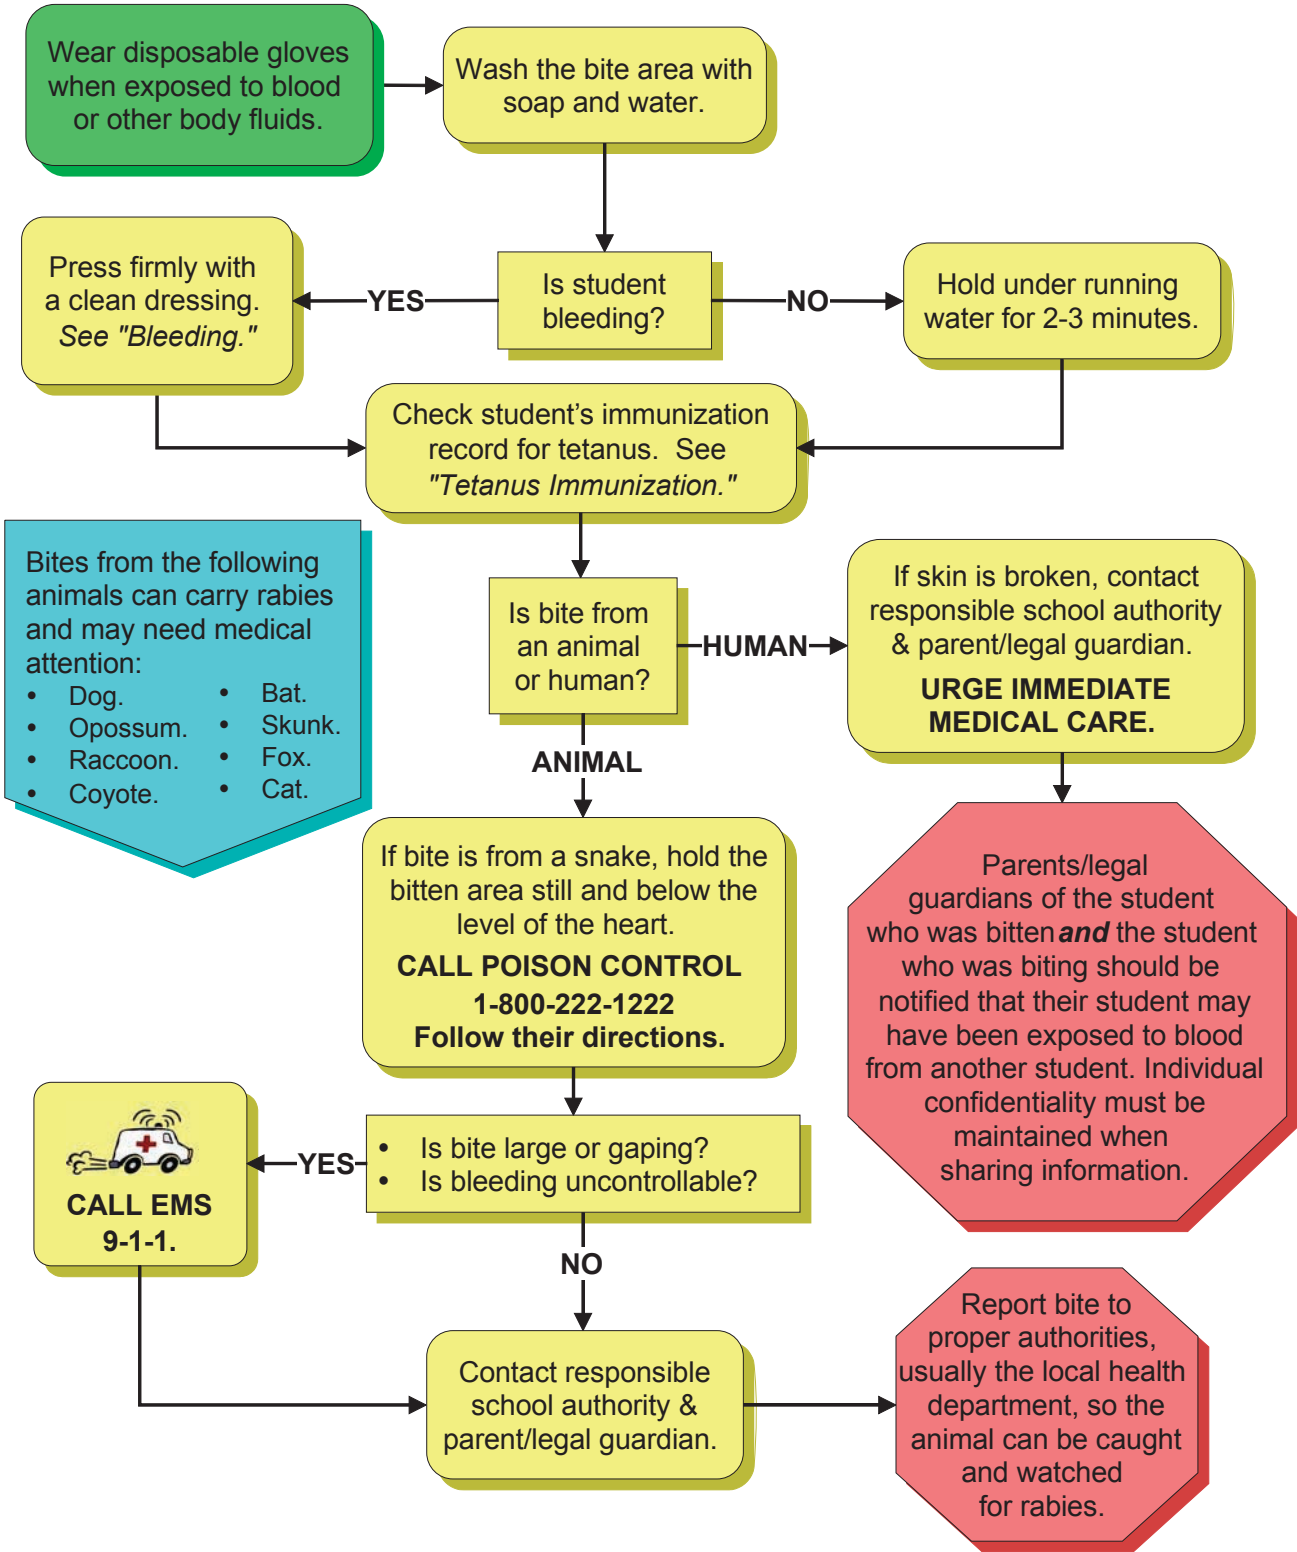 Wear disposable gloves
when exposed to blood
or other body fluids.
Wash the bite area with
soap and water.
Press firmly with
a clean dressing.
See "Bleeding."
YES
Is student
bleeding?
NO
Hold under running
water for 2-3 minutes.
Check student’s immunization
record for tetanus. See
"Tetanus Immunization."
Bites from the following
animals can carry rabies
and may need medical
attention:
• Dog.
• Opossum.
• Raccoon.
• Coyote.
• Bat.
• Skunk.
• Fox.
• Cat.
Is bite from
an animal
or human?
HUMAN
If skin is broken, contact
responsible school authority
& parent/legal guardian.
URGE IMMEDIATE
MEDICAL CARE.
ANIMAL
If bite is from a snake, hold the
bitten area still and below the
level of the heart.
CALL POISON CONTROL
1-800-222-1222
Follow their directions.
Parents/legal
guardians of the student
who was bitten and the student
who was biting should be
notified that their student may
have been exposed to blood
from another student. Individual
confidentiality must be
maintained when
sharing information.
CALL EMS
9-1-1.
YES
• Is bite large or gaping?
• Is bleeding uncontrollable?
NO
Contact responsible
school authority &
parent/legal guardian.
Report bite to
proper authorities,
usually the local health
department, so the
animal can be caught
and watched
for rabies.